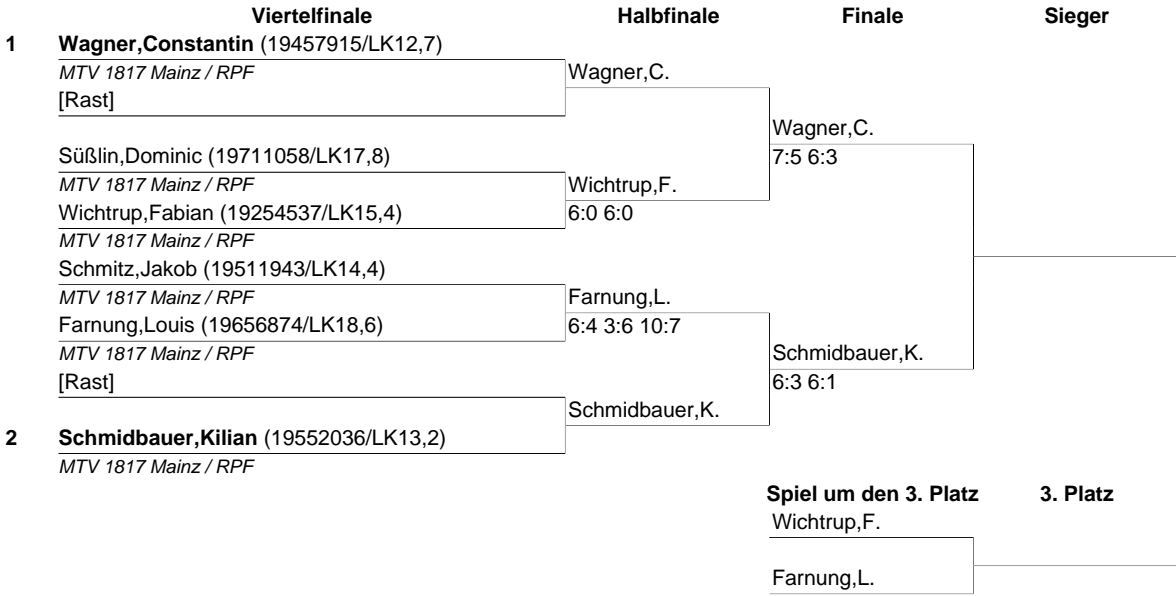 Viertelfinale Halbfinale Finale Sieger
1 Wagner,Constantin (19457915/LK12,7)
MTV 1817 Mainz / RPF
Wagner,C.
[Rast]
Wagner,C.
7:5 6:3
Süßlin,Dominic (19711058/LK17,8)
MTV 1817 Mainz / RPF
Wichtrup,F.
Wichtrup,Fabian (19254537/LK15,4)
6:0 6:0
MTV 1817 Mainz / RPF
Schmitz,Jakob (19511943/LK14,4)
MTV 1817 Mainz / RPF
Farnung,L.
Farnung,Louis (19656874/LK18,6)
6:4 3:6 10:7
MTV 1817 Mainz / RPF
Schmidbauer,K.
[Rast]
6:3 6:1
Schmidbauer,K.
2 Schmidbauer,Kilian (19552036/LK13,2)
MTV 1817 Mainz / RPF
Spiel um den 3. Platz 3. Platz
Wichtrup,F.
Farnung,L.